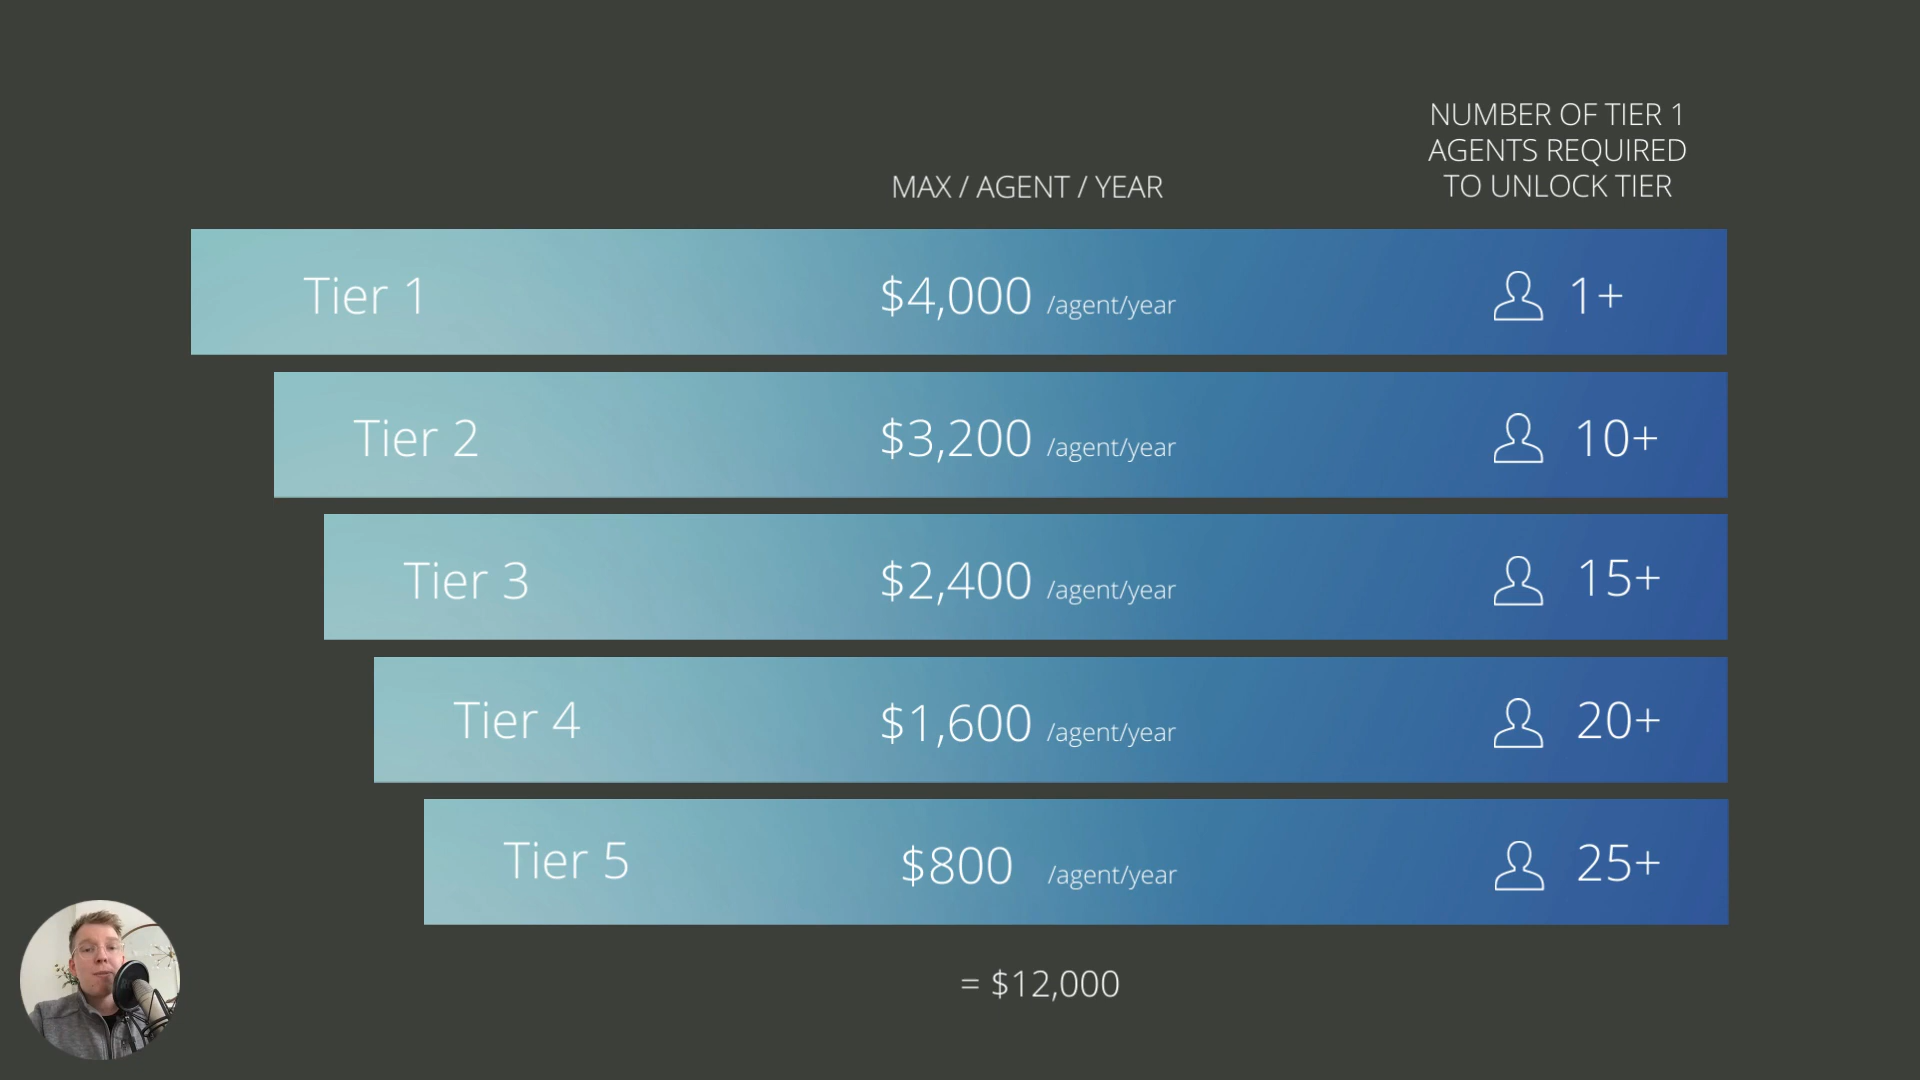 NUMBER OF TIER 1
AGENTS REQUIRED
TO UNLOCK TIER
MAX / AGENT / YEAR
Tier 1 $4,000 /agent/year 1+
Tier 2 $3,200 /agent/year 10+
Tier 3 $2,400 /agent/year 15+
Tier 4 $1,600 /agent/year 20+
Tier 5 $800 /agent/year 25+
= $12,000